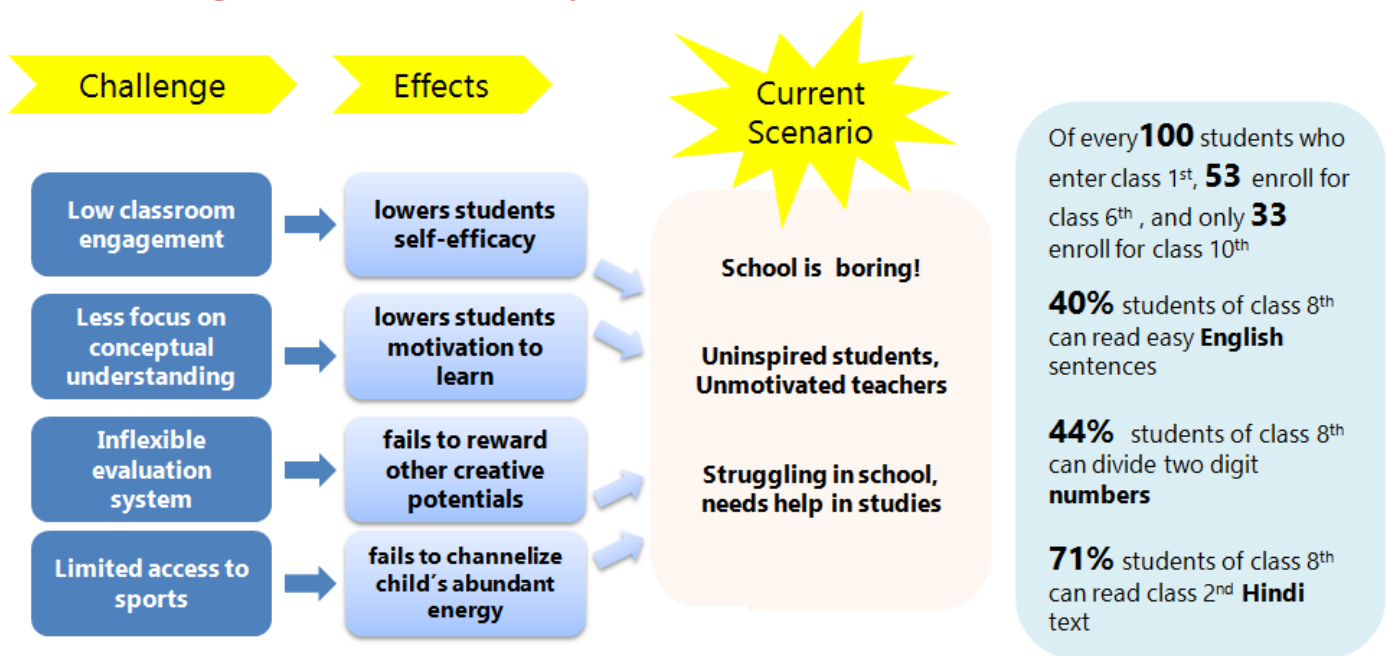 Challenge
Effects
Current
Scenario
Low classroom
engagement
lowers students
self-efficacy
Less focus on
conceptual
understanding
lowers students
motivation to
learn
Inflexible
evaluation
system
fails to reward
other creative
potentials
Limited access to
sports
fails to channelize
child´s abundant
energy
School is boring!
Uninspired students,
Unmotivated teachers
Struggling in school,
needs help in studies
Of every100 students who
enter class 1st, 53 enroll for
class 6th , and only 33
enroll for class 10th
40% students of class 8th
can read easy English
sentences
44% students of class 8th
can divide two digit
numbers
71% students of class 8th
can read class 2nd Hindi
text